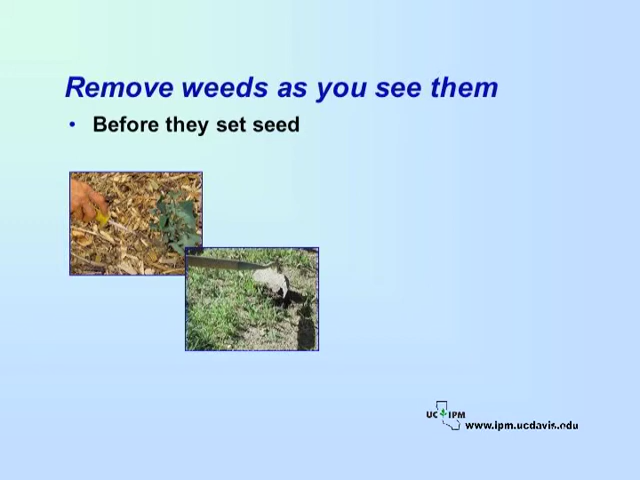 Remove weeds as you see them
• Before they set seed
UC IPM
www.ipm.ucdavis.edu